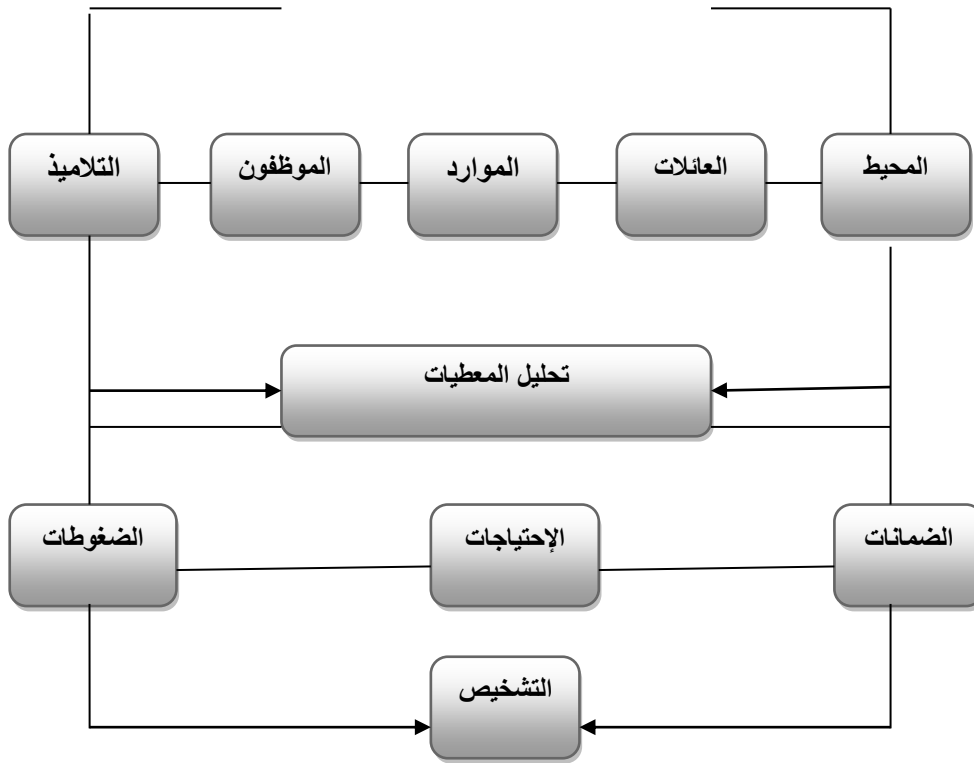 المحيط
العائلات
الموارد
الموظفون
التلاميذ
تحليل المعطيات
الضمانات
الإحتياجات
الضغوطات
التشخيص